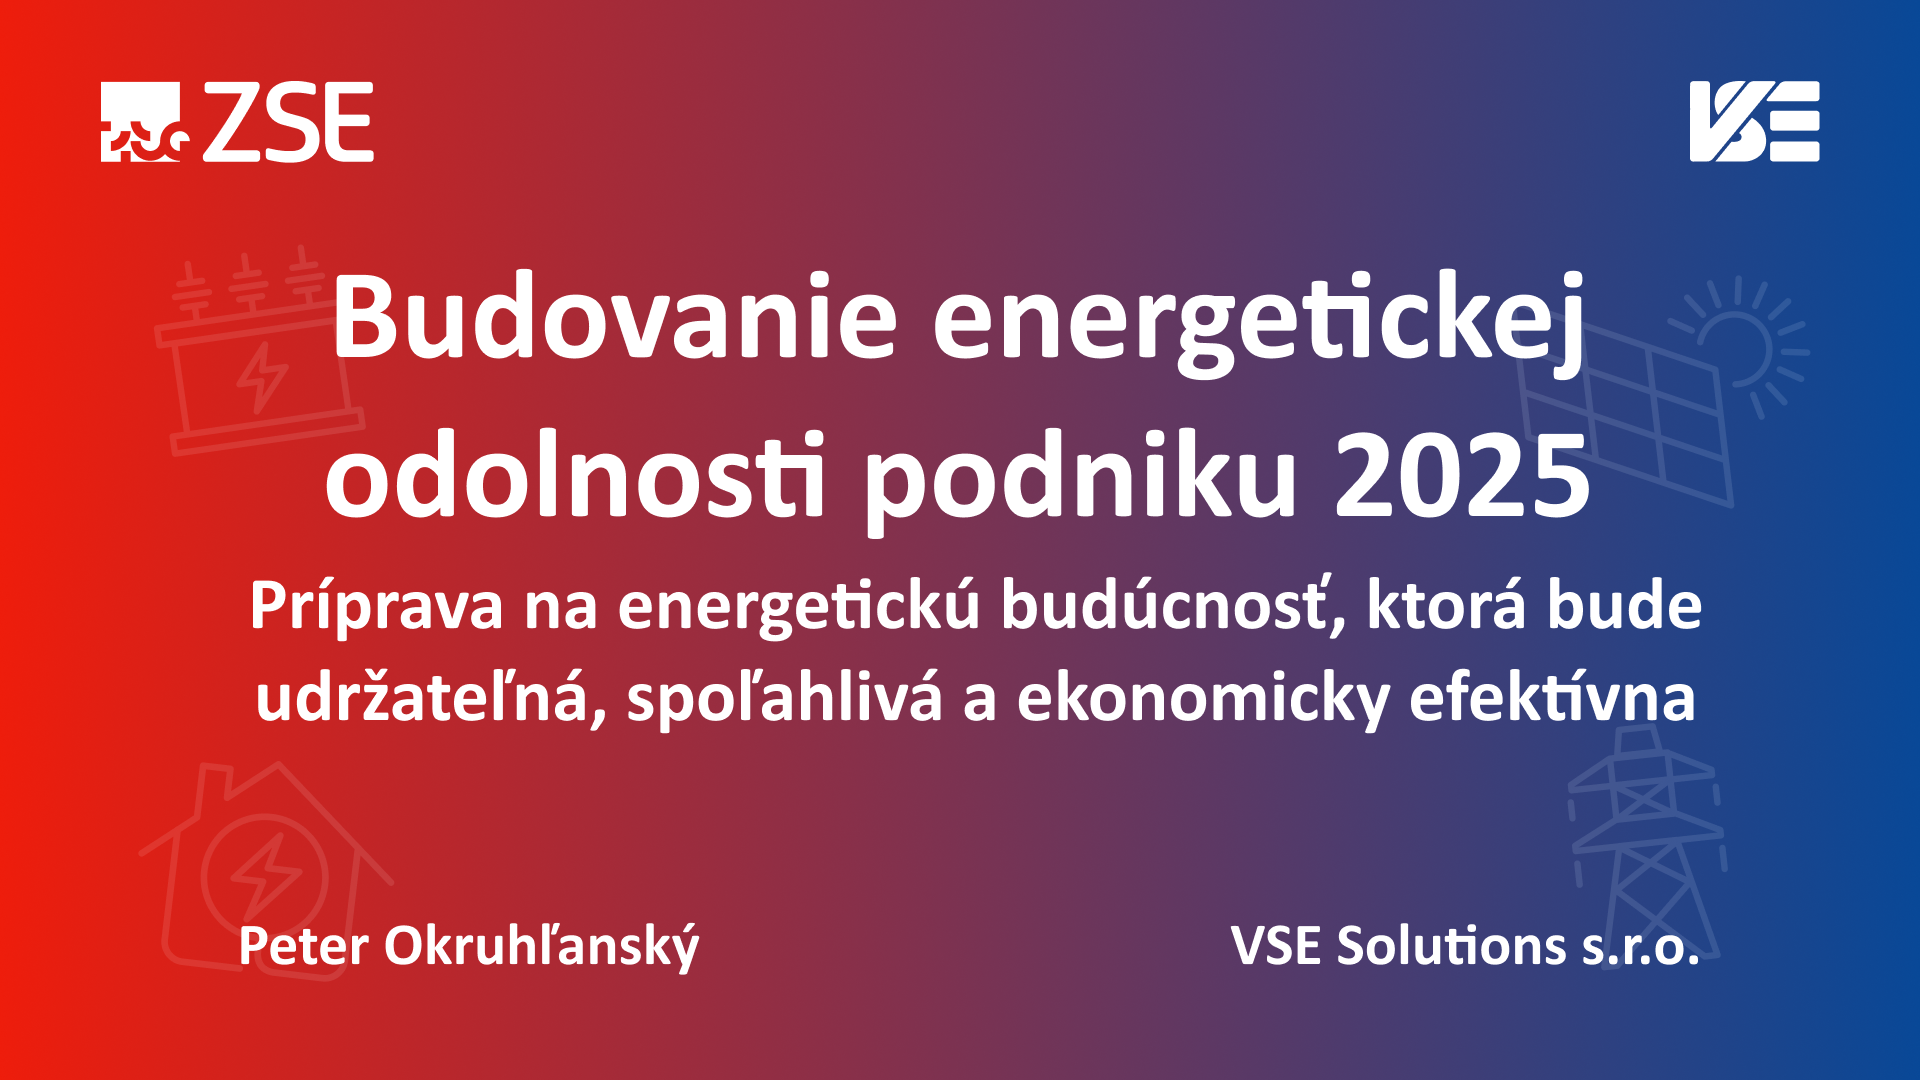 ZSE
VSE
Budovanie energetickej
odolnosti podniku 2025
Príprava na energetickú budúcnosť, ktorá bude
udržateľná, spoľahlivá a ekonomicky efektívna
Peter Okruhľanský
VSE Solutions s.r.o.